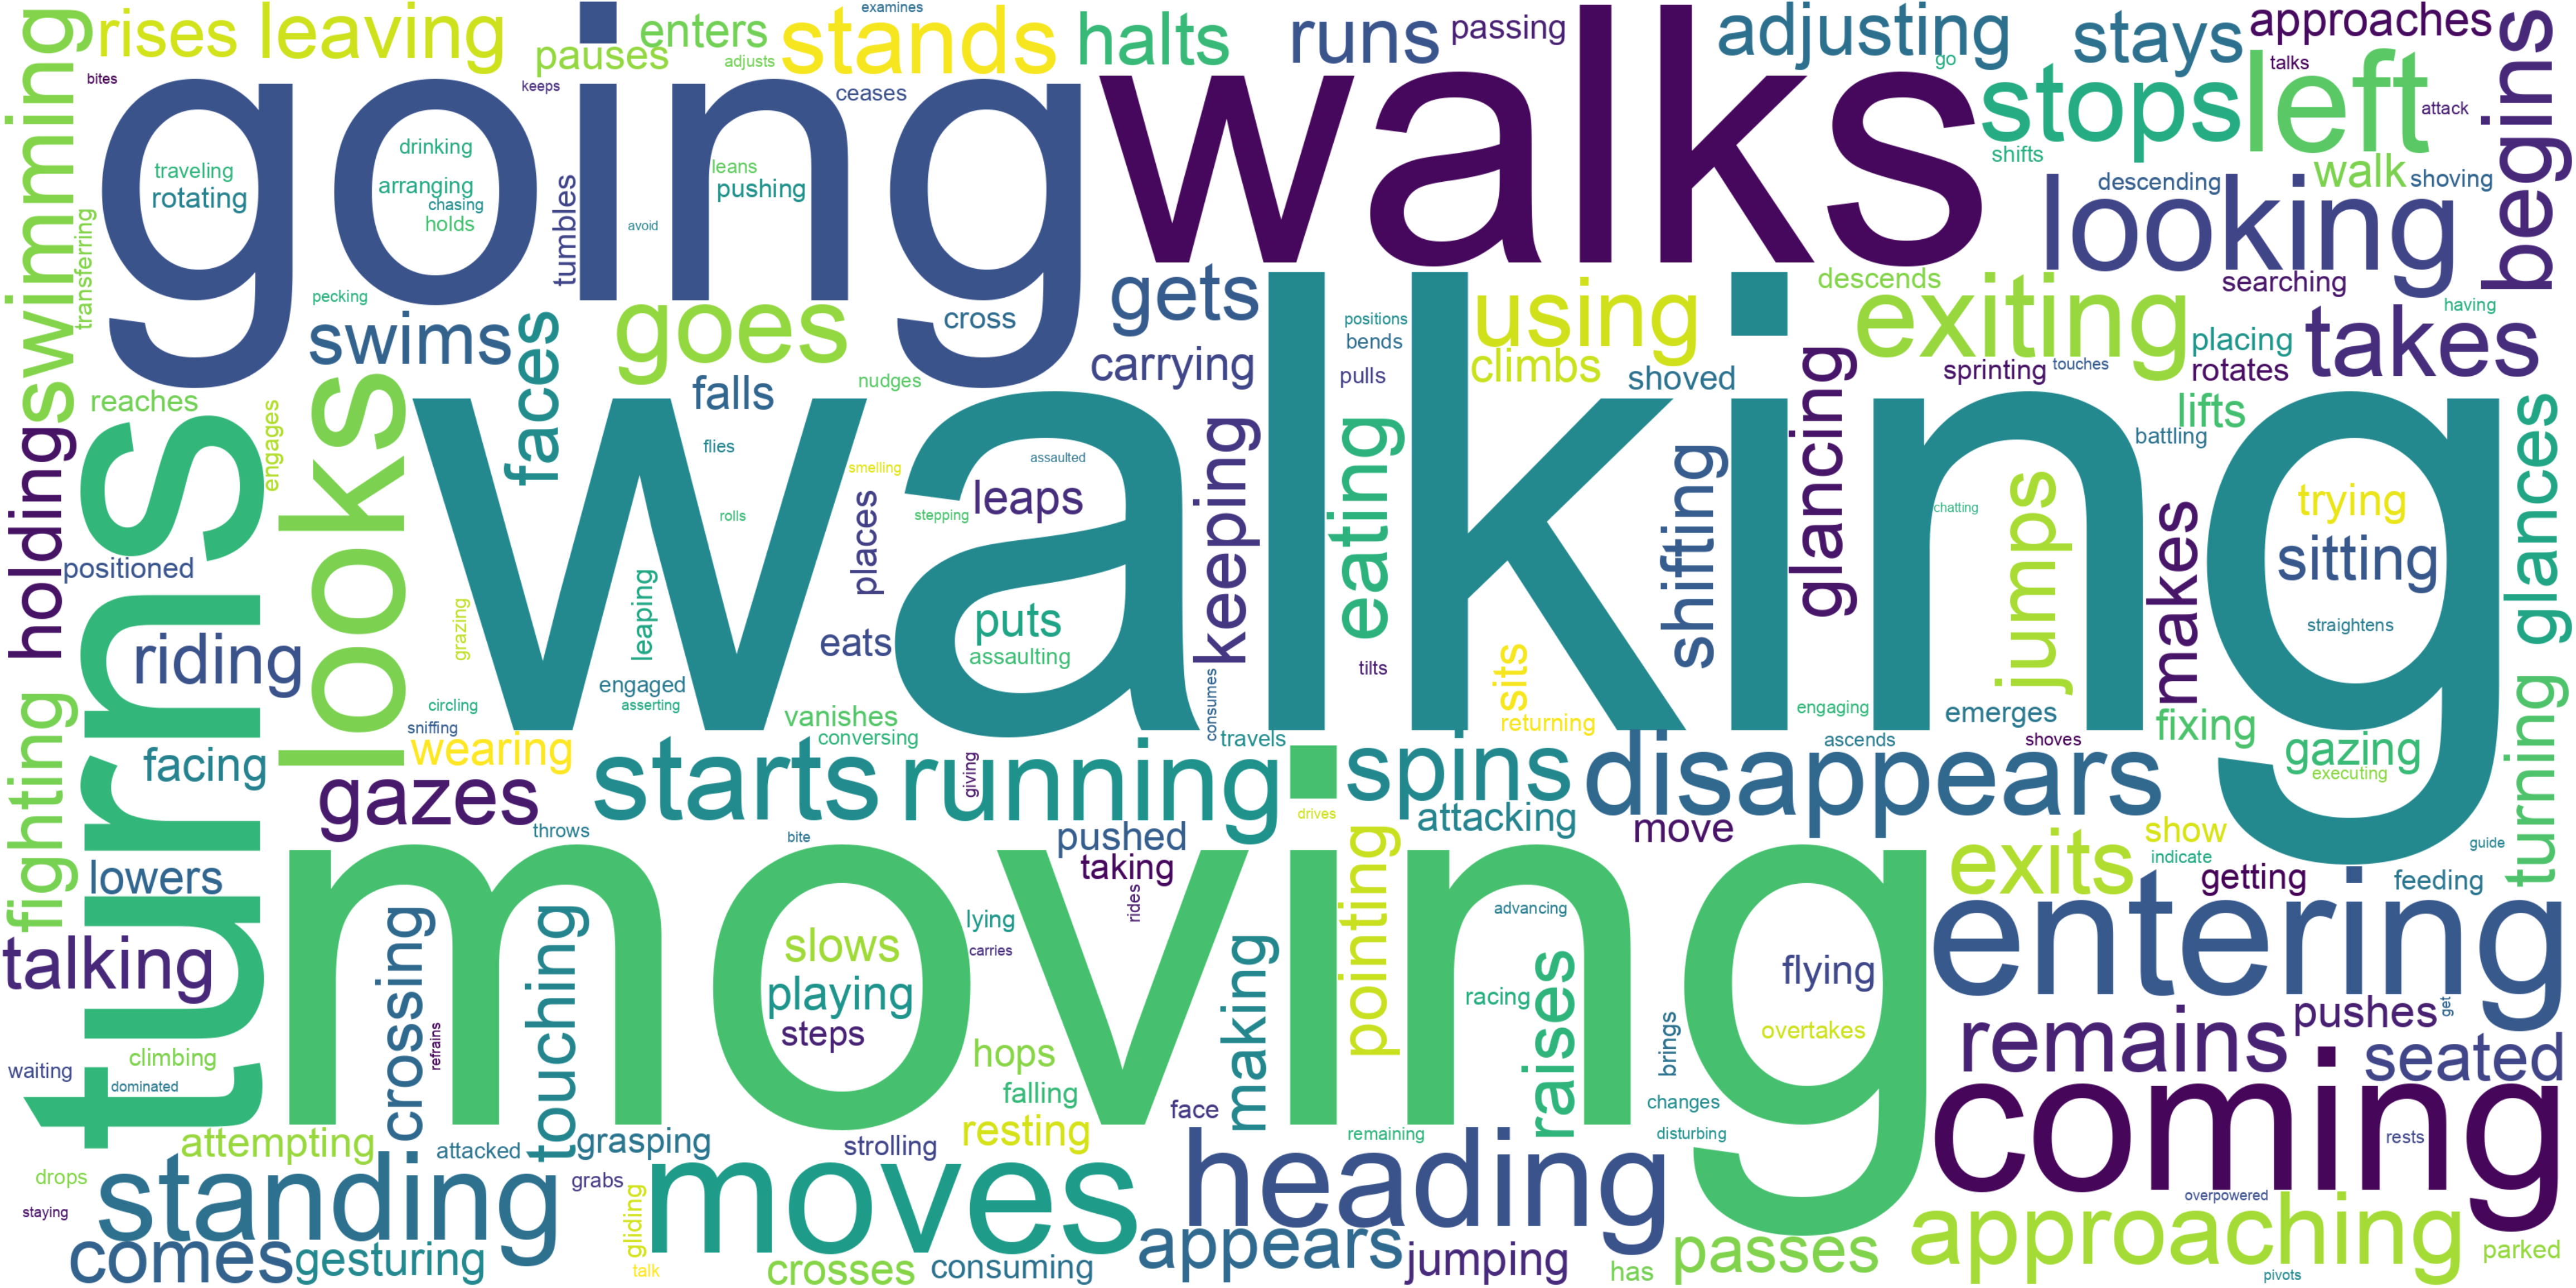 rises
leaving
pauses
enters
examines
adjusts
stands
halts
runs
passing
adjusting
go
stays
approaches
talks
begins
swimming
bites
going
keeps
ceases
walks
stops
left
attack
shifts
walk
shoving
descending
looking
searching
traveling
rotating
drinking
arranging
chasing
holds
tumbles
avoid
leans
pushing
transferring
pecking
swims
faces
goes
cross
gets
carrying
positions
bends
pulls
using
climbs
shoved
descends
exiting
placing
rotates
having
takes
sprinting
touches
lifts
battling
reaches
engages
looks
falls
nudges
flies
rolls
smelling
stepping
assaulted
leaps
places
keeping
eating
shifting
glancing
walking
chatting
jumps
makes
trying
sitting
straightens
glances
holding
turns
positioned
riding
facing
grazing
leaping
engaged
asserting
eats
puts
assaulting
consumes
tilts
sits
returning
engaging
emerges
fixing
gazing
executing
turning
circling
sniffing
wearing
vanishes
conversing
travels
ascends
shoves
fighting
gazes
starts
running
giving
spins
attacking
disappears
move
drives
throws
bite
pushed
taking
rides
exits
show
indicate
getting
feeding
guide
lowers
talking
crossing
refrains
touching
moving
slows
playing
steps
lying
carries
hops
falling
making
pointing
advancing
racing
raises
brings
flying
overtakes
changes
disturbing
entering
pushes
get
remains
seated
coming
rests
waiting
climbing
dominated
attempting
attacked
grasping
strolling
resting
face
remaining
drops
staying
standing
grabs
gliding
talk
moves
heading
approaching
overpowered
comes
gesturing
crosses
consuming
appears
jumping
has
passes
pivots
parked